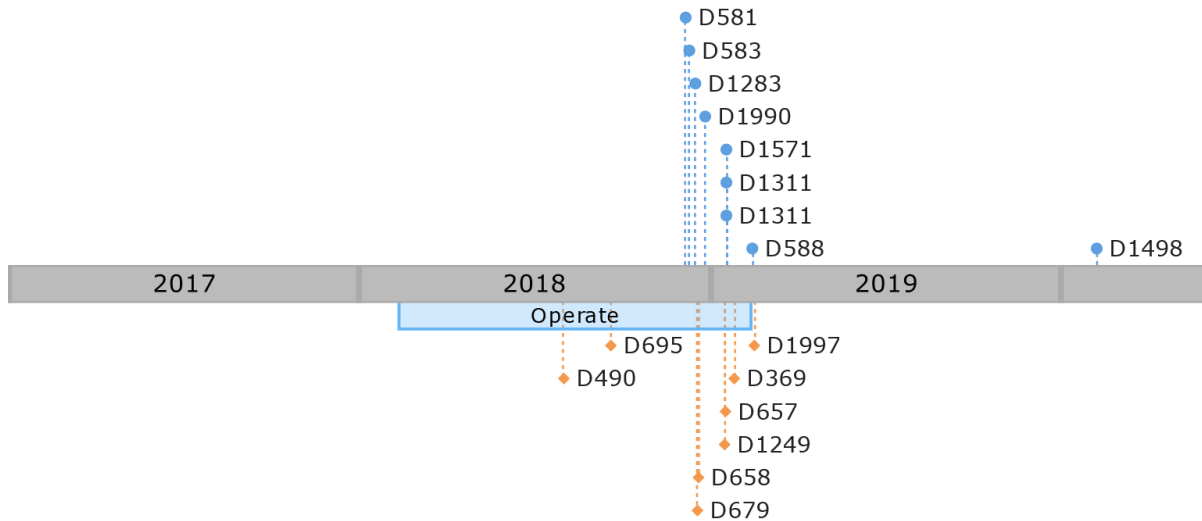 D581
D583
D1283
D1990
D1571
D1311
D1311
D588
D1498
2017 2018 2019
Operate
D695 D1997
D490 D369
D657
D1249
D658
D679